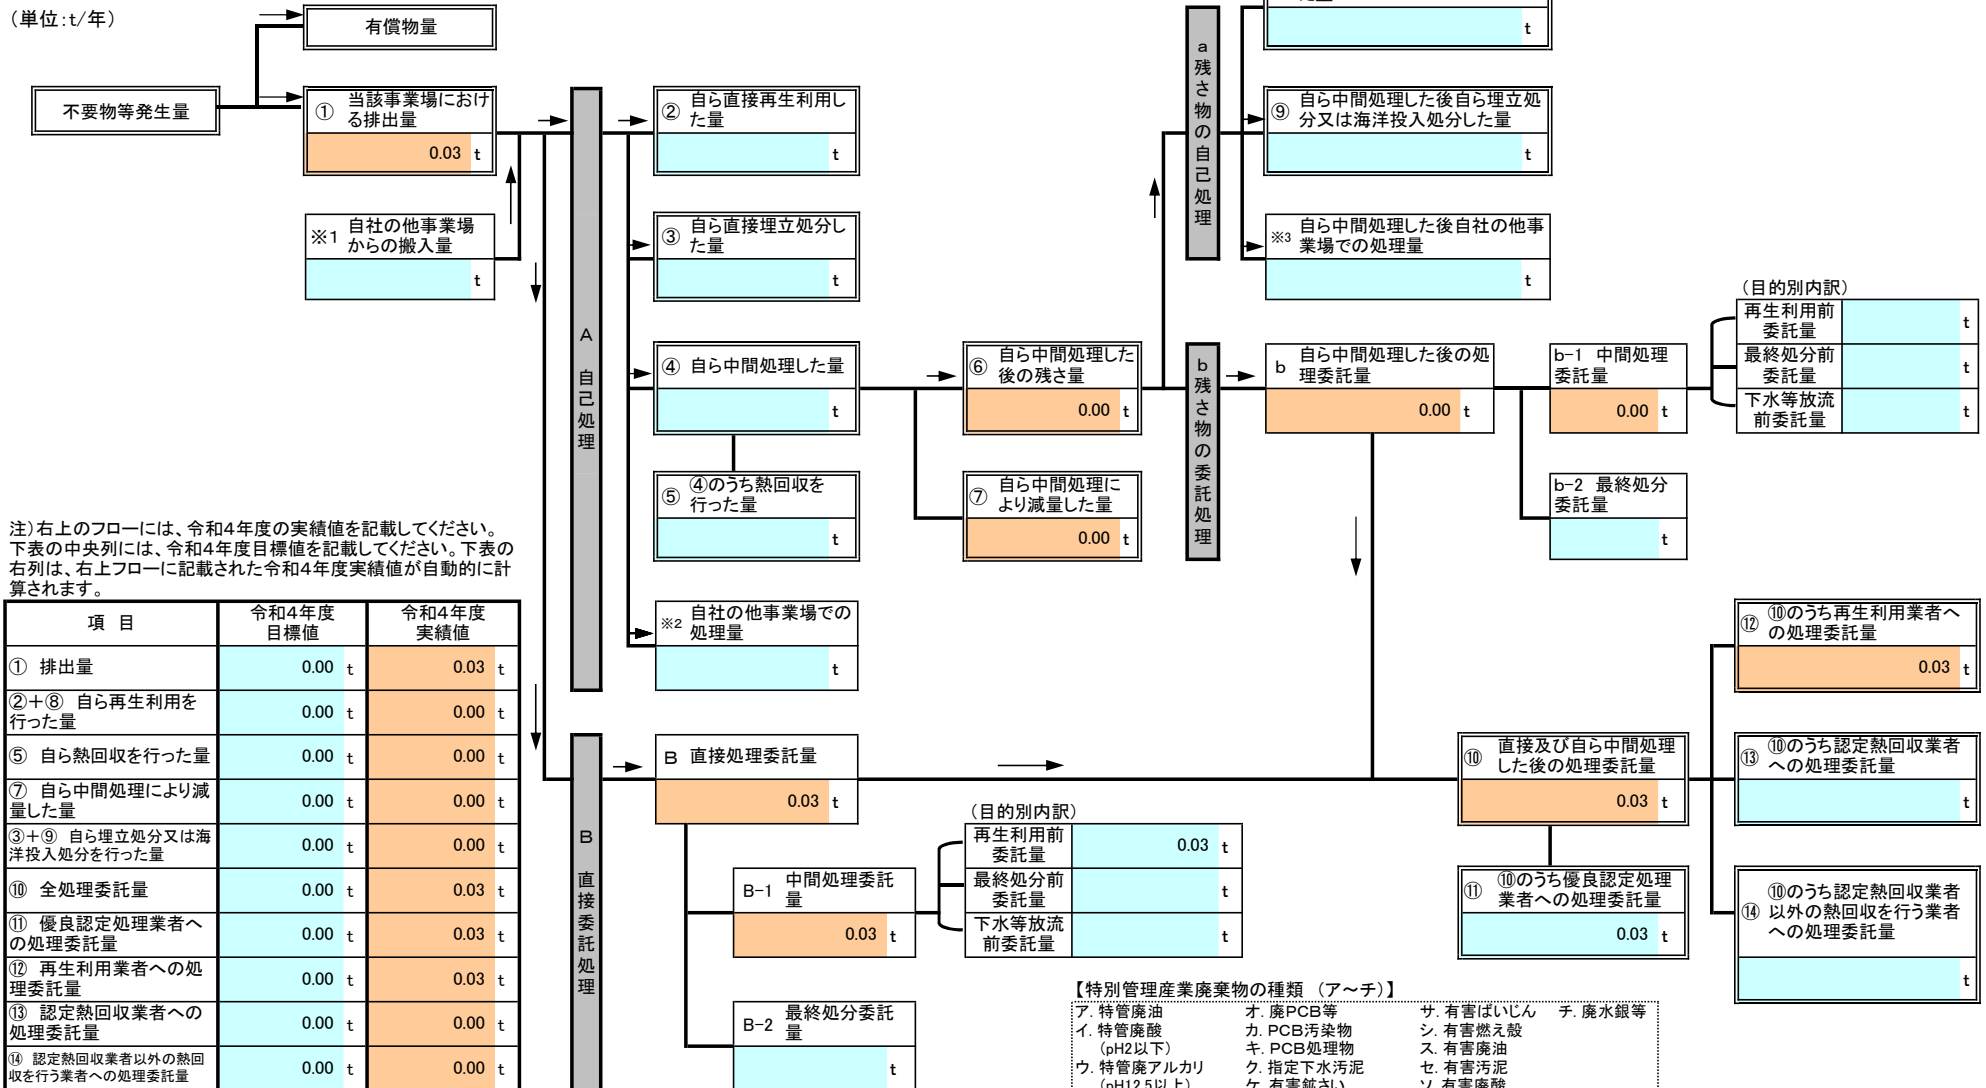 （単位:t/年）
有償物量
不要物等発生量
① 当該事業場におけ
る排出量
0.03 t
※1 自社の他事業場
からの搬入量
t
A 自己処理
② 自ら直接再生利用し
た量
t
③ 自ら直接埋立処分し
た量
t
④ 自ら中間処理した量
t
⑤ ④のうち熱回収を
行った量
t
※2 自社の他事業場での
処理量
t
⑥ 自ら中間処理した
後の残さ量
0.00 t
⑦ 自ら中間処理に
より減量した量
0.00 t
a 残さ物の自己処理
t
⑨ 自ら中間処理した後自ら埋立処
分又は海洋投入処分した量
t
※3 自ら中間処理した後自社の他事
業場での処理量
t
b 残さ物の委託処理
b 自ら中間処理した後の処
理委託量
0.00 t
b-1 中間処理
委託量
0.00 t
b-2 最終処分
委託量
t
（目的別内訳）
再生利用前
委託量
t
最終処分前
委託量
t
下水等放流
前委託量
t
注）右上のフローには、令和4年度の実績値を記載してください。
下表の中央列には、令和4年度目標値を記載してください。下表の
右列は、右上フローに記載された令和4年度実績値が自動的に計
算されます。
項 目 令和4年度 目標値 令和4年度 実績値
① 排出量 0.00 t 0.03 t
②＋⑧ 自ら再生利用を
行った量 0.00 t 0.00 t
⑤ 自ら熱回収を行った量 0.00 t 0.00 t
⑦ 自ら中間処理により減
量した量 0.00 t 0.00 t
③＋⑨ 自ら埋立処分又は海
洋投入処分を行った量 0.00 t 0.00 t
⑩ 全処理委託量 0.00 t 0.03 t
⑪ 優良認定処理業者へ
の処理委託量 0.00 t 0.03 t
⑫ 再生利用業者への処
理委託量 0.00 t 0.03 t
⑬ 認定熱回収業者への
処理委託量 0.00 t 0.00 t
⑭ 認定熱回収業者以外の熱回
収を行う業者への処理委託量 0.00 t 0.00 t
B 直接委託処理
B 直接処理委託量
0.03 t
B-1 中間処理委託
量
0.03 t
B-2 最終処分委託
量
t
（目的別内訳）
再生利用前
委託量
0.03 t
最終処分前
委託量
t
下水等放流
前委託量
t
⑩ 直接及び自ら中間処理
した後の処理委託量
0.03 t
⑪ ⑩のうち優良認定処理
業者への処理委託量
0.03 t
⑫ ⑩のうち再生利用業者へ
の処理委託量
0.03 t
⑬ ⑩のうち認定熱回収業者
への処理委託量
t
⑭ ⑩のうち認定熱回収業者
以外の熱回収を行う業者
への処理委託量
t
【特別管理産業廃棄物の種類 （ア～チ）】
ア. 特管廃油 オ. 廃PCB等 サ. 有害ばいじん チ. 廃水銀等
イ. 特管廃酸 カ. PCB汚染物 シ. 有害燃え殻
（pH2以下） キ. PCB処理物 ス. 有害廃油
ウ. 特管廃アルカリ ク. 指定下水汚泥 セ. 有害汚泥
（pH12.5以上） ケ. 有害鉱さい ソ. 有害廃酸